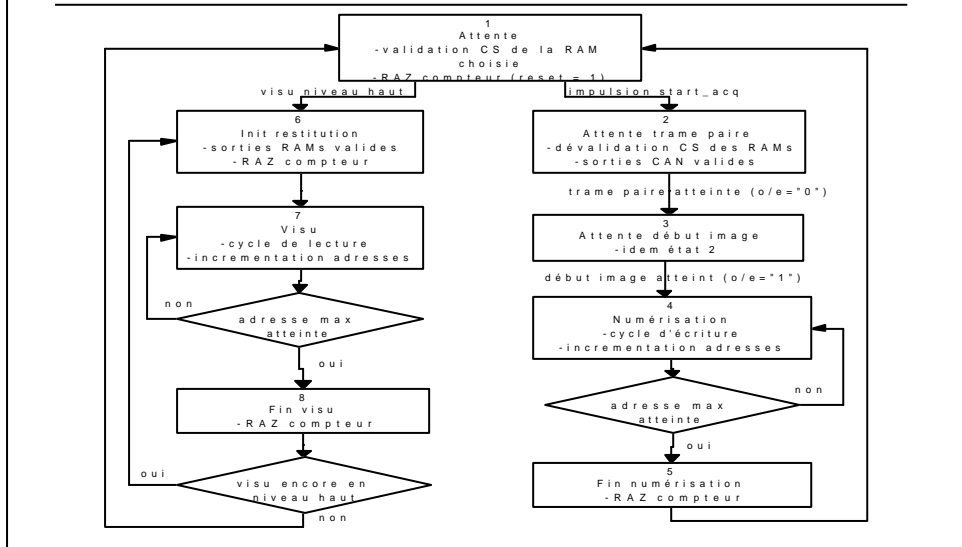 1
Attente
-validation CS de la RAM
choisie
-RAZ compteur (reset = 1)
visu niveau haut
impulsion start_acq
6
Init restitution
-sorties RAMs valides
-RAZ compteur
2
Attente trame paire
-dévalidation CS des RAMs
-sorties CAN valides
trame paire atteinte (o/e="0")
7
Visu
-cycle de lecture
-incrementation adresses
3
Attente début image
-idem état 2
début image atteint (o/e="1")
non
adresse max
atteinte
oui
4
Numérisation
-cycle d'écriture
-incrementation adresses
non
adresse max
atteinte
oui
8
Fin visu
-RAZ compteur
oui
visu encore en
niveau haut
non
5
Fin numérisation
-RAZ compteur